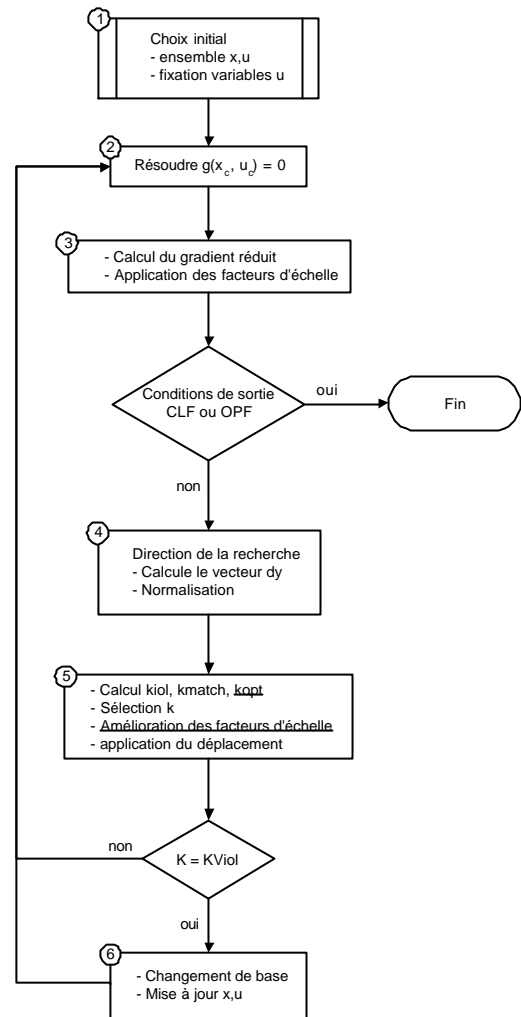 1
Choix initial
- ensemble x,u
- fixation variables u
2
Résoudre g(x_c, u_c) = 0
3
- Calcul du gradient réduit
- Application des facteurs d'échelle
Conditions de sortie
CLF ou OPF
oui
Fin
non
4
Direction de la recherche
- Calcule le vecteur dy
- Normalisation
5
- Calcul kiol, kmatch, kopt
- Sélection k
- Amélioration des facteurs d'échelle
- application du déplacement
non
K = KViol
oui
6
- Changement de base
- Mise à jour x,u